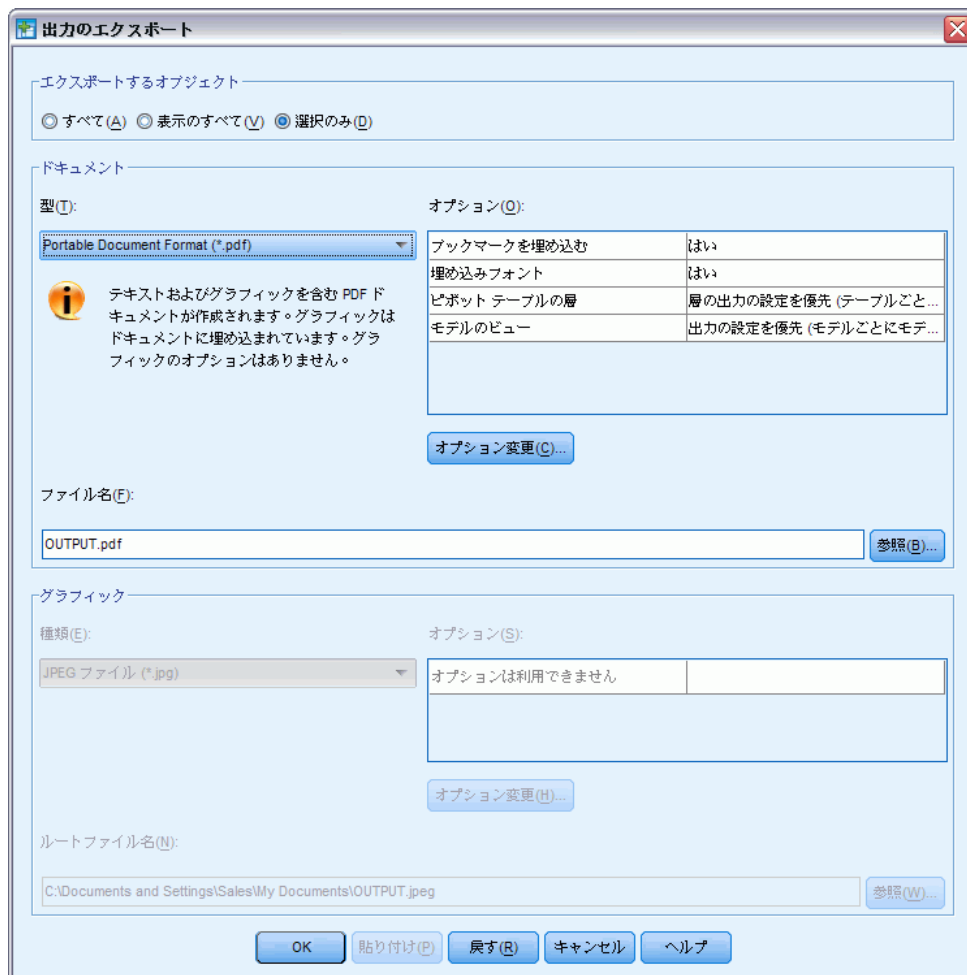 出力のエクスポート
エクスポートするオブジェクト
すべて(A) 表示のすべて(V) 選択のみ(D)
ドキュメント
型(T):
オプション(O):
Portable Document Format (*.pdf)
ブックマークを埋め込む はい
埋め込みフォント はい
ピボット テーブルの層 層の出力の設定を優先 (テーブルごと...
モデルのビュー 出力の設定を優先 (モデルごとにモデ...
テキストおよびグラフィックを含む PDF ド
キュメントが作成されます。グラフィックは
ドキュメントに埋め込まれています。グラ
フィックのオプションはありません。
オプション変更(C)...
ファイル名(F):
OUTPUT.pdf
参照(B)...
グラフィック
種類(E):
オプション(S):
JPEG ファイル (*.jpg)
オプションは利用できません
オプション変更(H)...
ルートファイル名(N):
C:\Documents and Settings\Sales\My Documents\OUTPUT.jpeg
参照(W)...
OK 貼り付け(P) 戻す(R) キャンセル ヘルプ